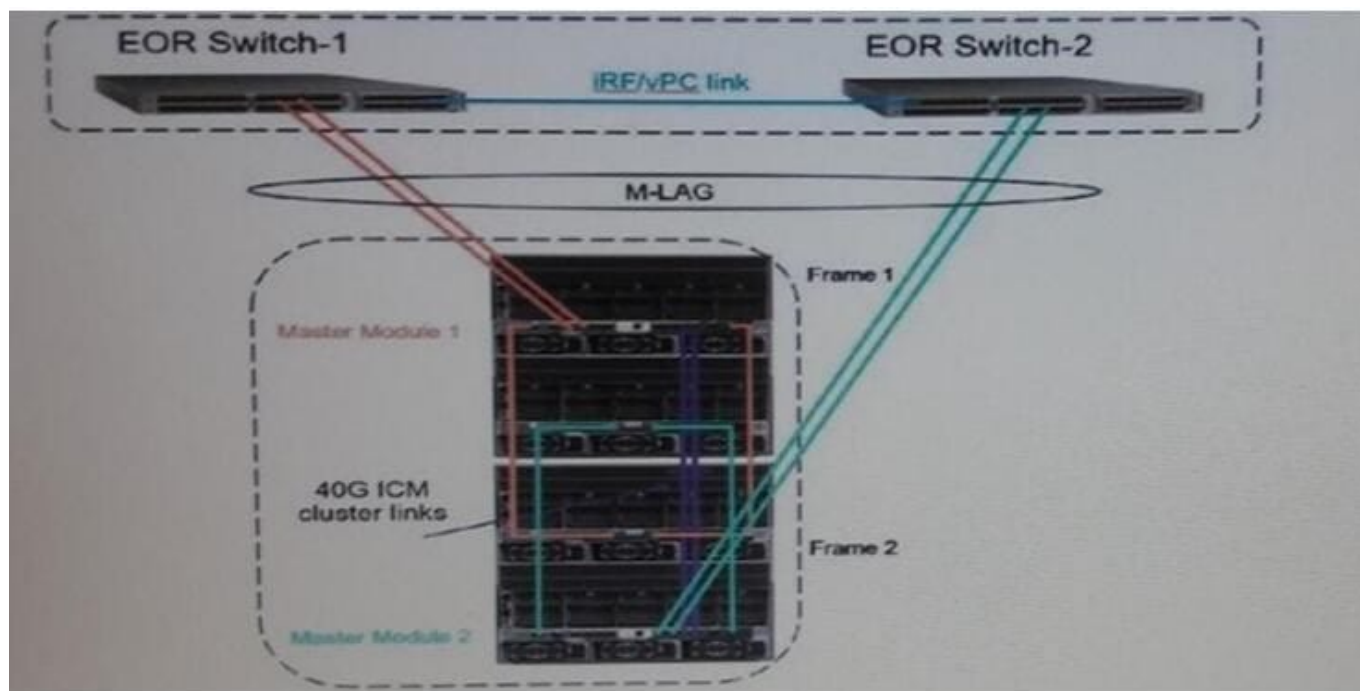 EOR Switch-1
EOR Switch-2
iRF/vPC link
M-LAG
Frame 1
Master Module 1
40G ICM
cluster links
Frame 2
Master Module 2